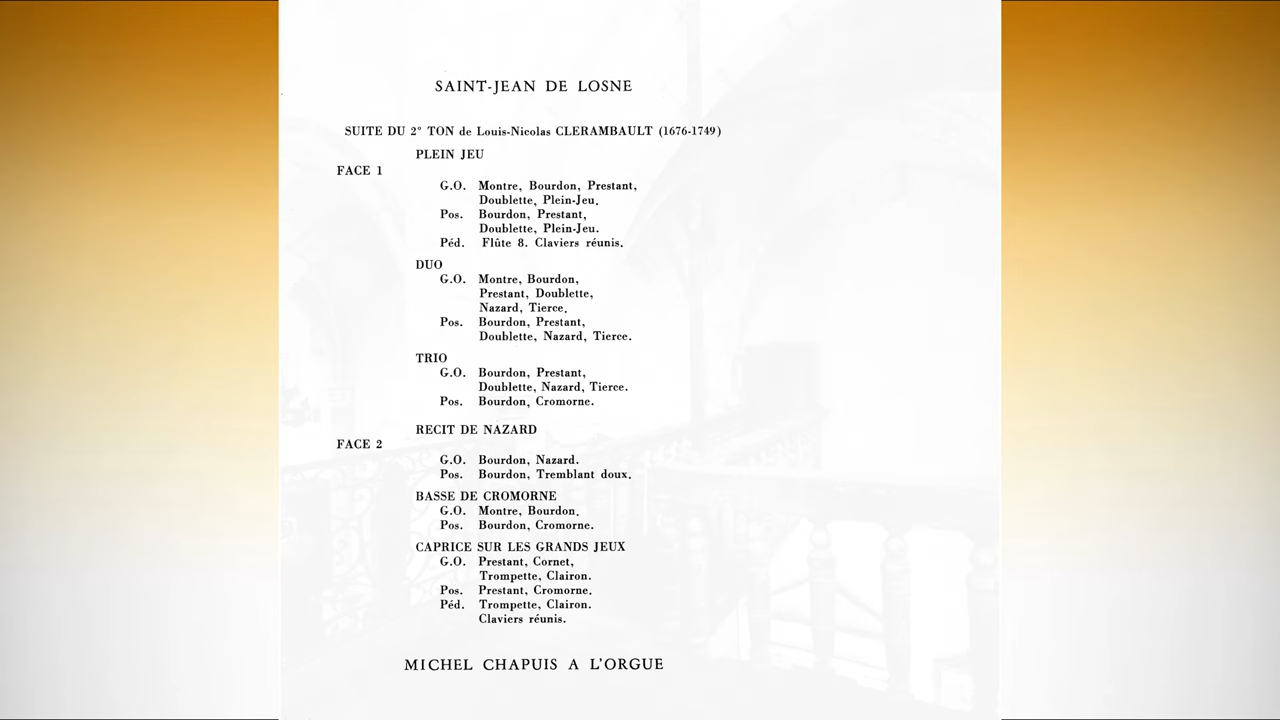 SAINT-JEAN DE LOSNE
SUITE DU 2° TON de Louis-Nicolas CLERAMBAULT (1676-1749)
PLEIN JEU
FACE 1
G.O. Montre, Bourdon, Prestant,
Doublette, Plein-Jeu.
Pos. Bourdon, Prestant,
Doublette, Plein-Jeu.
Péd. Flûte 8. Claviers réunis.
DUO
G.O. Montre, Bourdon,
Prestant, Doublette,
Nazard, Tierce.
Pos. Bourdon, Prestant,
Doublette, Nazard, Tierce.
TRIO
G.O. Bourdon, Prestant,
Doublette, Nazard, Tierce.
Pos. Bourdon, Cromorne.
RECIT DE NAZARD
FACE 2
G.O. Bourdon, Nazard.
Pos. Bourdon, Tremblant doux.
BASSE DE CROMORNE
G.O. Montre, Bourdon.
Pos. Bourdon, Cromorne.
CAPRICE SUR LES GRANDS JEUX
G.O. Prestant, Cornet,
Trompette, Clairon.
Pos. Prestant, Cromorne.
Péd. Trompette, Clairon.
Claviers réunis.
MICHEL CHAPUIS A L'ORGUE